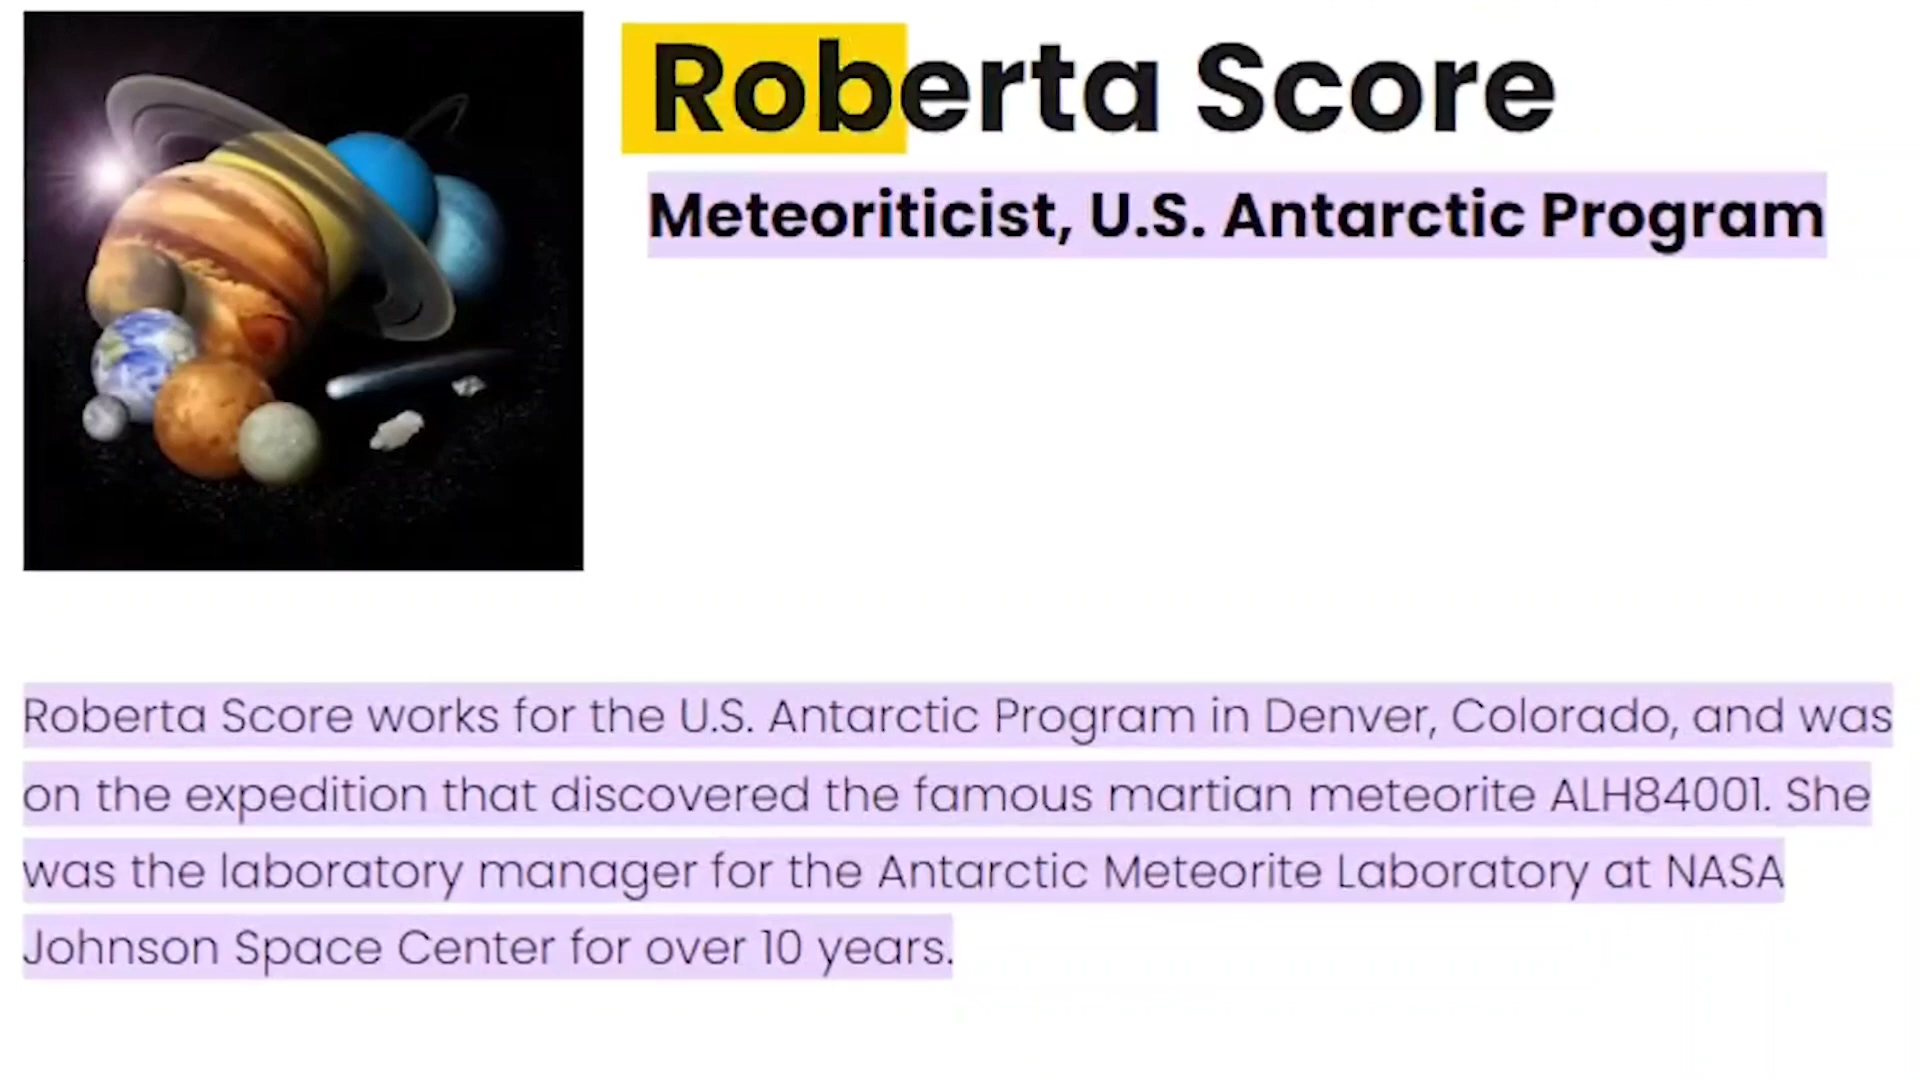 Roberta Score
Meteoriticist, U.S. Antarctic Program
Roberta Score works for the U.S. Antarctic Program in Denver, Colorado, and was
on the expedition that discovered the famous martian meteorite ALH84001. She
was the laboratory manager for the Antarctic Meteorite Laboratory at NASA
Johnson Space Center for over 10 years.